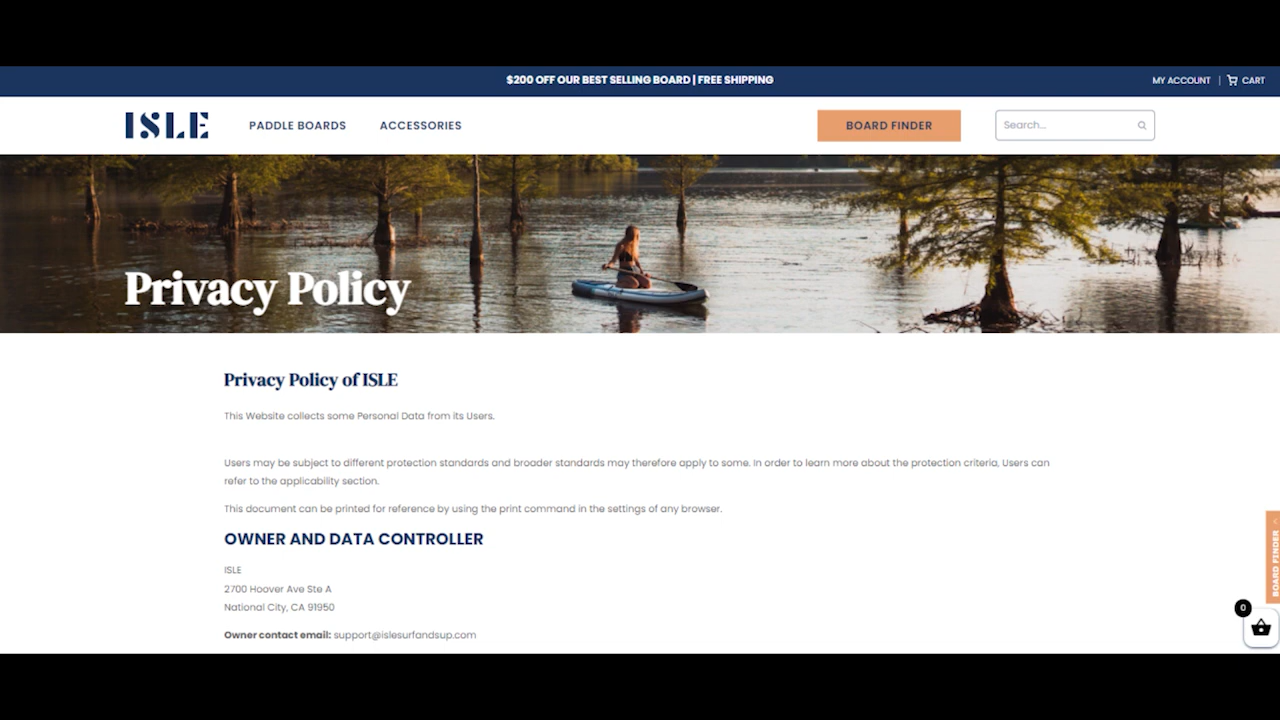 $200 OFF OUR BEST SELLING BOARD | FREE SHIPPING
MY ACCOUNT | CART
ISLE
PADDLE BOARDS
ACCESSORIES
BOARD FINDER
Search...
Privacy Policy
Privacy Policy of ISLE
This Website collects some Personal Data from its Users.
Users may be subject to different protection standards and broader standards may therefore apply to some. In order to learn more about the protection criteria, Users can
refer to the applicability section.
This document can be printed for reference by using the print command in the settings of any browser.
OWNER AND DATA CONTROLLER
ISLE
2700 Hoover Ave Ste A
National City, CA 91950
Owner contact email: support@islesurfandsup.com
BOARD FINDER
0